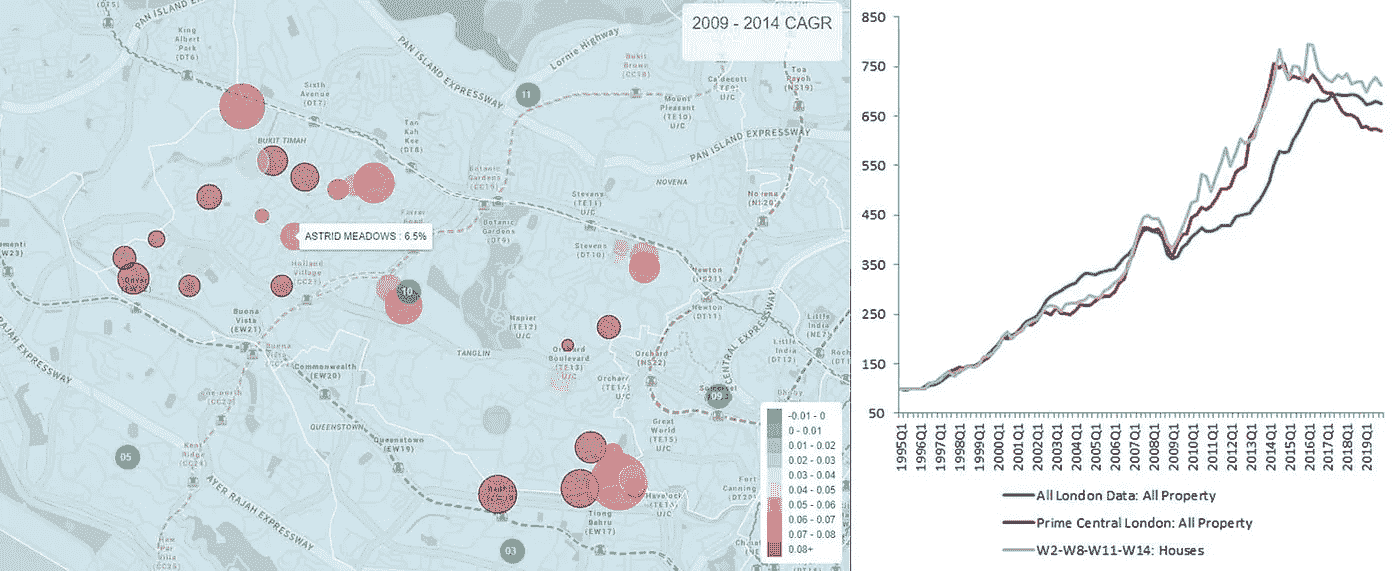 (DT5)
PAN ISLAND EXP
King
Albert
Park
(DT6)
PAN ISLAND EXPRESSWAY
Lornie Highway
Bukit
Brown
(CC18)
2009 - 2014 CAGR
Caldecott
U/C
Toa
Payoh
(NS19)
11
Sixth
Avenue
(DT7)
Mount
Pleasant
(TE10)
U/C
Tan
Kah
Kee
(DT8)
BUKIT TIMAH
PAN ISLAND EXPRESSWAY
Botanic
Gardens
(CC19)
NOVENA
Novena
(NS20)
Stevens
(TE11)
U/C
Farrer
Road
Botanic
Gardens
(DT9)
ASTRID MEADOWS : 6.5%
Stevens
(DT10)
ementi
W23)
Holland
Village
(CC21)
Newton
(NS21)
Newton
(DT11)
10
Buona
Vista
(EW21)
Napier
(TE12)
U/C
Little
India
(NE7)
Little
India
(DT12)
Roch
RAJAH EXPRESSWAY
CENTRAL EXPRESSWAY
Buona
Vista
TANGLIN
Orchard
Boulevard
(TE13)
U/C
Orchard
(NS22)
Commonwealth
(EW20)
one-north
(CC23)
Orchard
(TE14)
U/C
Somerset
09
QUEENSTOWN
Queenstown
(EW19)
Great
World
(TE15)
U/C
05
Kent
Ridge
(CC24)
AYER RAJAH EXPRESSWAY
Redhill
Havelock
U/C
Fort
Canning
(DT20)
Tiong
Bahru
(EW17)
Haw
Par
Villa
(CC25)
03
-0.01 - 0
0 - 0.01
0.01 - 0.02
0.02 - 0.03
0.03 - 0.04
0.04 - 0.05
0.05 - 0.06
0.06 - 0.07
0.07 - 0.08
0.08+
850
750
650
550
450
350
250
150
50
1995Q1
1996Q1
1997Q1
1998Q1
1999Q1
2000Q1
2001Q1
2002Q1
2003Q1
2004Q1
2005Q1
2006Q1
2007Q1
2008Q1
2009Q1
2010Q1
2011Q1
2012Q1
2013Q1
2014Q1
2015Q1
2016Q1
2017Q1
2018Q1
2019Q1
All London Data: All Property
Prime Central London: All Property
W2-W8-W11-W14: Houses